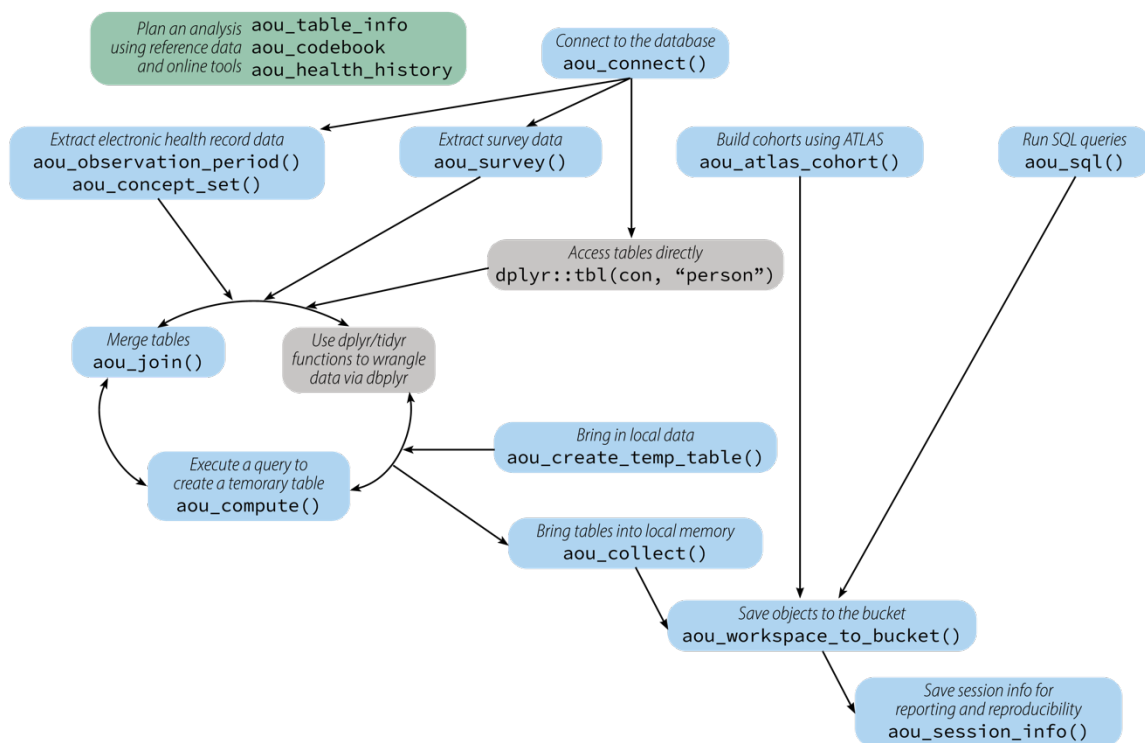 Plan an analysis
using reference data
and online tools
aou_table_info
aou_codebook
aou_health_history
Connect to the database
aou_connect()
Extract electronic health record data
aou_observation_period()
aou_concept_set()
Extract survey data
aou_survey()
Build cohorts using ATLAS
aou_atlas_cohort()
Run SQL queries
aou_sql()
Access tables directly
dplyr::tbl(con, “person”)
Merge tables
aou_join()
Use dplyr/tidyr
functions to wrangle
data via dbplyr
Bring in local data
aou_create_temp_table()
Execute a query to
create a temorary table
aou_compute()
Bring tables into local memory
aou_collect()
Save objects to the bucket
aou_workspace_to_bucket()
Save session info for
reporting and reproducibility
aou_session_info()